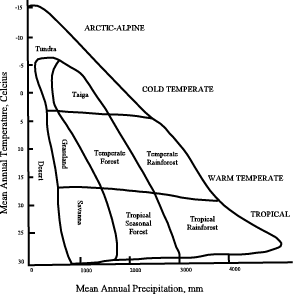 -15
ARCTIC-ALPINE
-10
Tundra
-5
Taiga
COLD TEMPERATE
0
5
Grassland
Temperate
Forest
Temperate
Rainforest
10
Desert
WARM TEMPERATE
15
Savanna
Tropical
Seasonal
Forest
Tropical
Rainforest
TROPICAL
20
25
30
0
1000
2000
3000
4000
Mean Annual Temperature, Celcius
Mean Annual Precipitation, mm